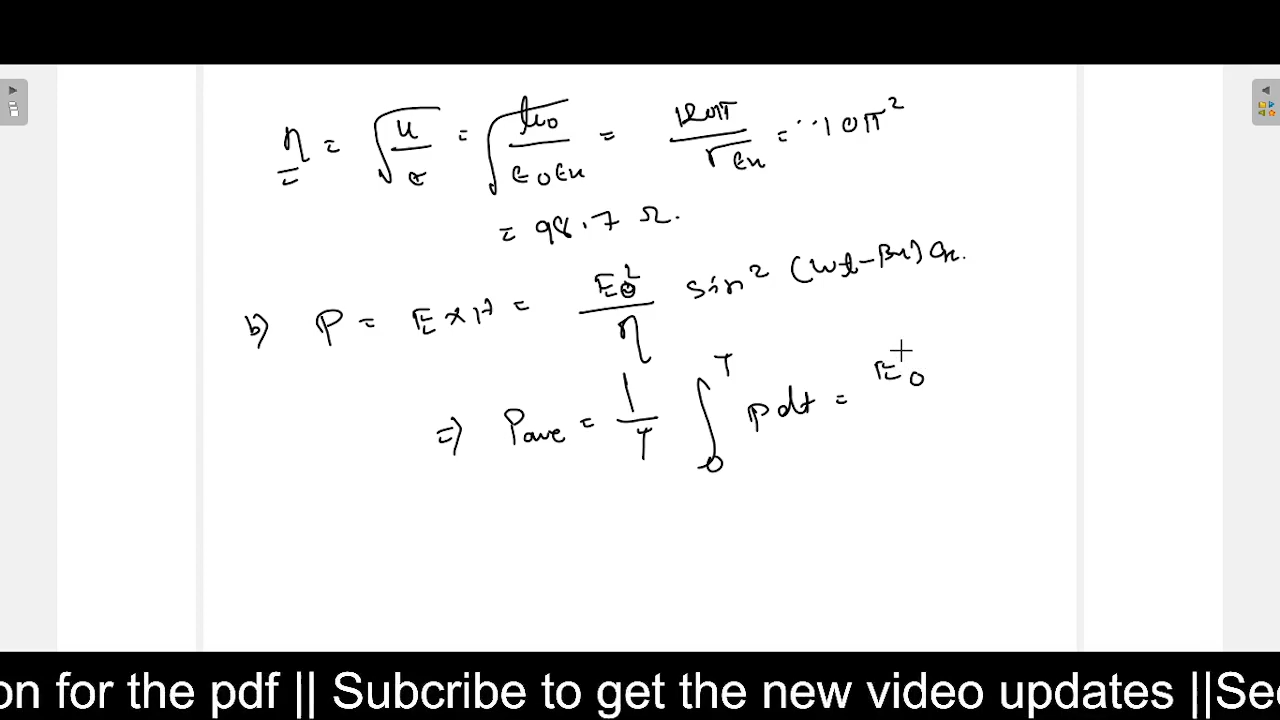 η = √(μ/ε) = √(μ₀/ε₀εr) = 120π/√εr = ··10π²
= 98.7 Ω.
b) P = E×H = E₀²/η sin² (ωt-βx) ax.
=) Pave = 1/T ∫₀ᵀ P dt = E₀
on for the pdf || Subcribe to get the new video updates ||Se